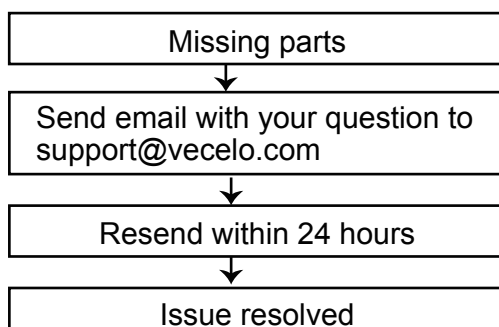 Missing parts
Send email with your question to
support@vecelo.com
Resend within 24 hours
Issue resolved